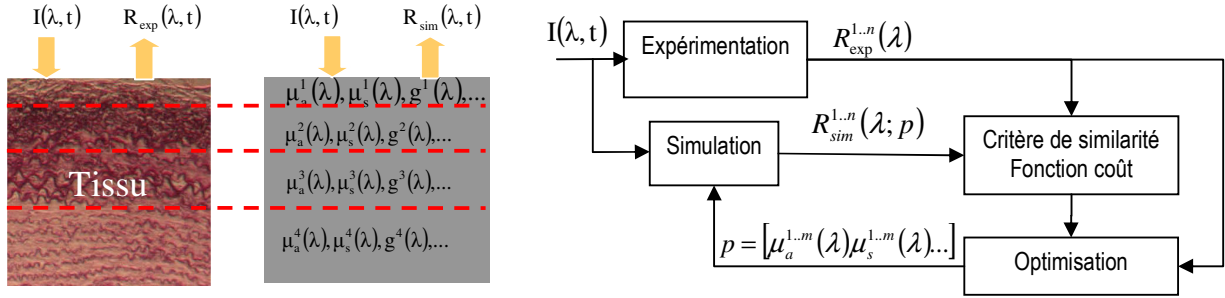 I(λ,t) R_exp(λ,t) I(λ,t) R_sim(λ,t)
μ_a^1(λ),μ_s^1(λ),g^1(λ),...
μ_a^2(λ),μ_s^2(λ),g^2(λ),...
Tissu
μ_a^3(λ),μ_s^3(λ),g^3(λ),...
μ_a^4(λ),μ_s^4(λ),g^4(λ),...
I(λ,t)
Expérimentation
R_exp^{1..n}(λ)
Simulation
R_sim^{1..n}(λ; p)
Critère de similarité
Fonction coût
p = [μ_a^{1..m}(λ)μ_s^{1..m}(λ)...]
Optimisation